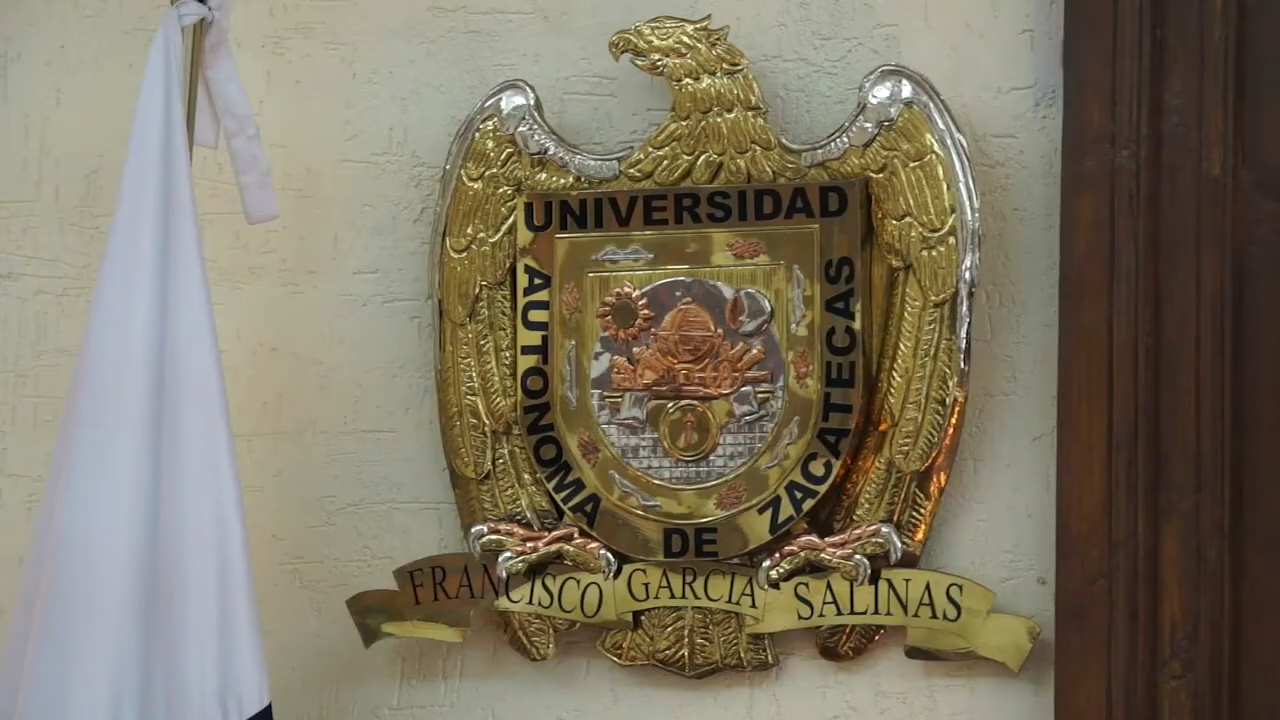 UNIVERSIDAD
AUTONOMA
DE
ZACATECAS
FRANCISCO GARCIA SALINAS